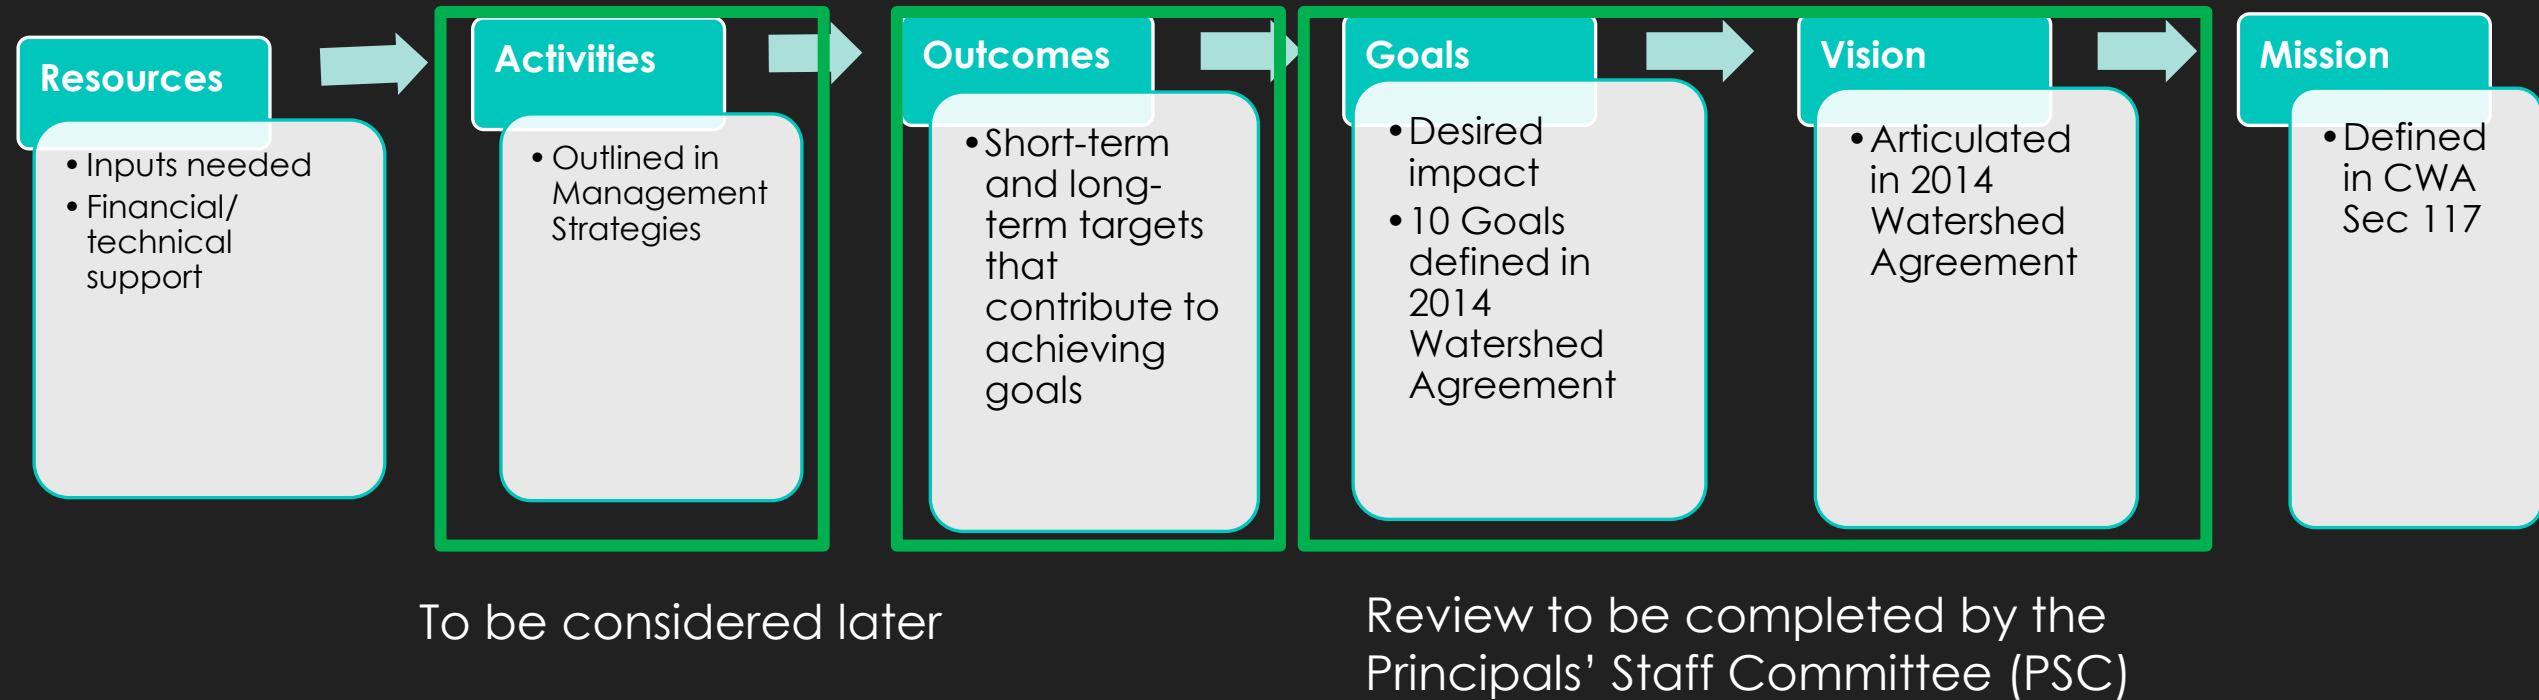 Resources
• Inputs needed
• Financial/
technical
support
Activities
• Outlined in
Management
Strategies
Outcomes
• Short-term
and long-
term targets
that
contribute to
achieving
goals
Goals
• Desired
impact
• 10 Goals
defined in
2014
Watershed
Agreement
Vision
• Articulated
in 2014
Watershed
Agreement
Mission
• Defined
in CWA
Sec 117
To be considered later
Review to be completed by the
Principals’ Staff Committee (PSC)